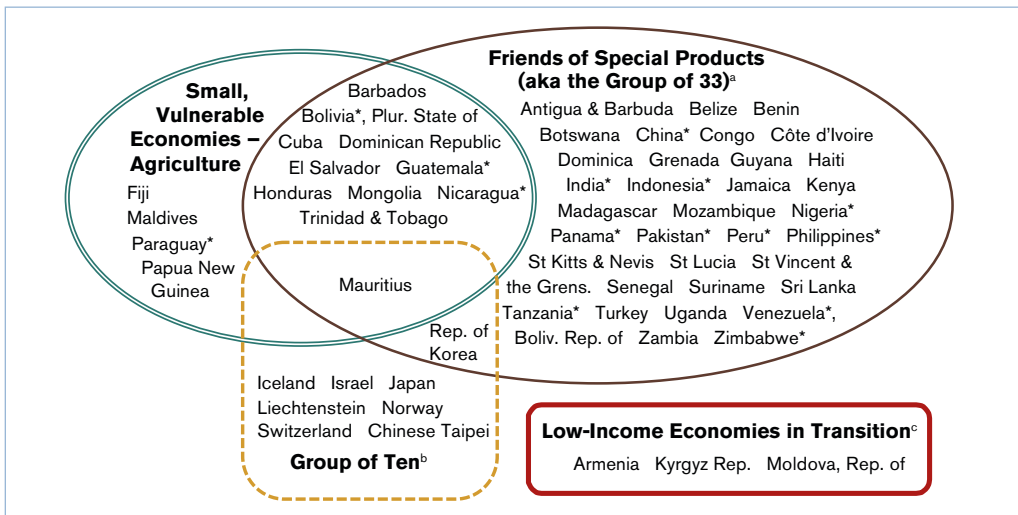 Small,
Vulnerable
Economies –
Agriculture
Fiji
Maldives
Paraguay*
Papua New
Guinea
Barbados
Bolivia*, Plur. State of
Cuba Dominican Republic
El Salvador Guatemala*
Honduras Mongolia Nicaragua*
Trinidad & Tobago
Mauritius
Rep. of
Korea
Friends of Special Products
(aka the Group of 33)a
Antigua & Barbuda Belize Benin
Botswana China* Congo Côte d’Ivoire
Dominica Grenada Guyana Haiti
India* Indonesia* Jamaica Kenya
Madagascar Mozambique Nigeria*
Panama* Pakistan* Peru* Philippines*
St Kitts & Nevis St Lucia St Vincent &
the Grens. Senegal Suriname Sri Lanka
Tanzania* Turkey Uganda Venezuela*,
Boliv. Rep. of Zambia Zimbabwe*
Iceland Israel Japan
Liechtenstein Norway
Switzerland Chinese Taipei
Group of Tenb
Low-Income Economies in Transitionc
Armenia Kyrgyz Rep. Moldova, Rep. of